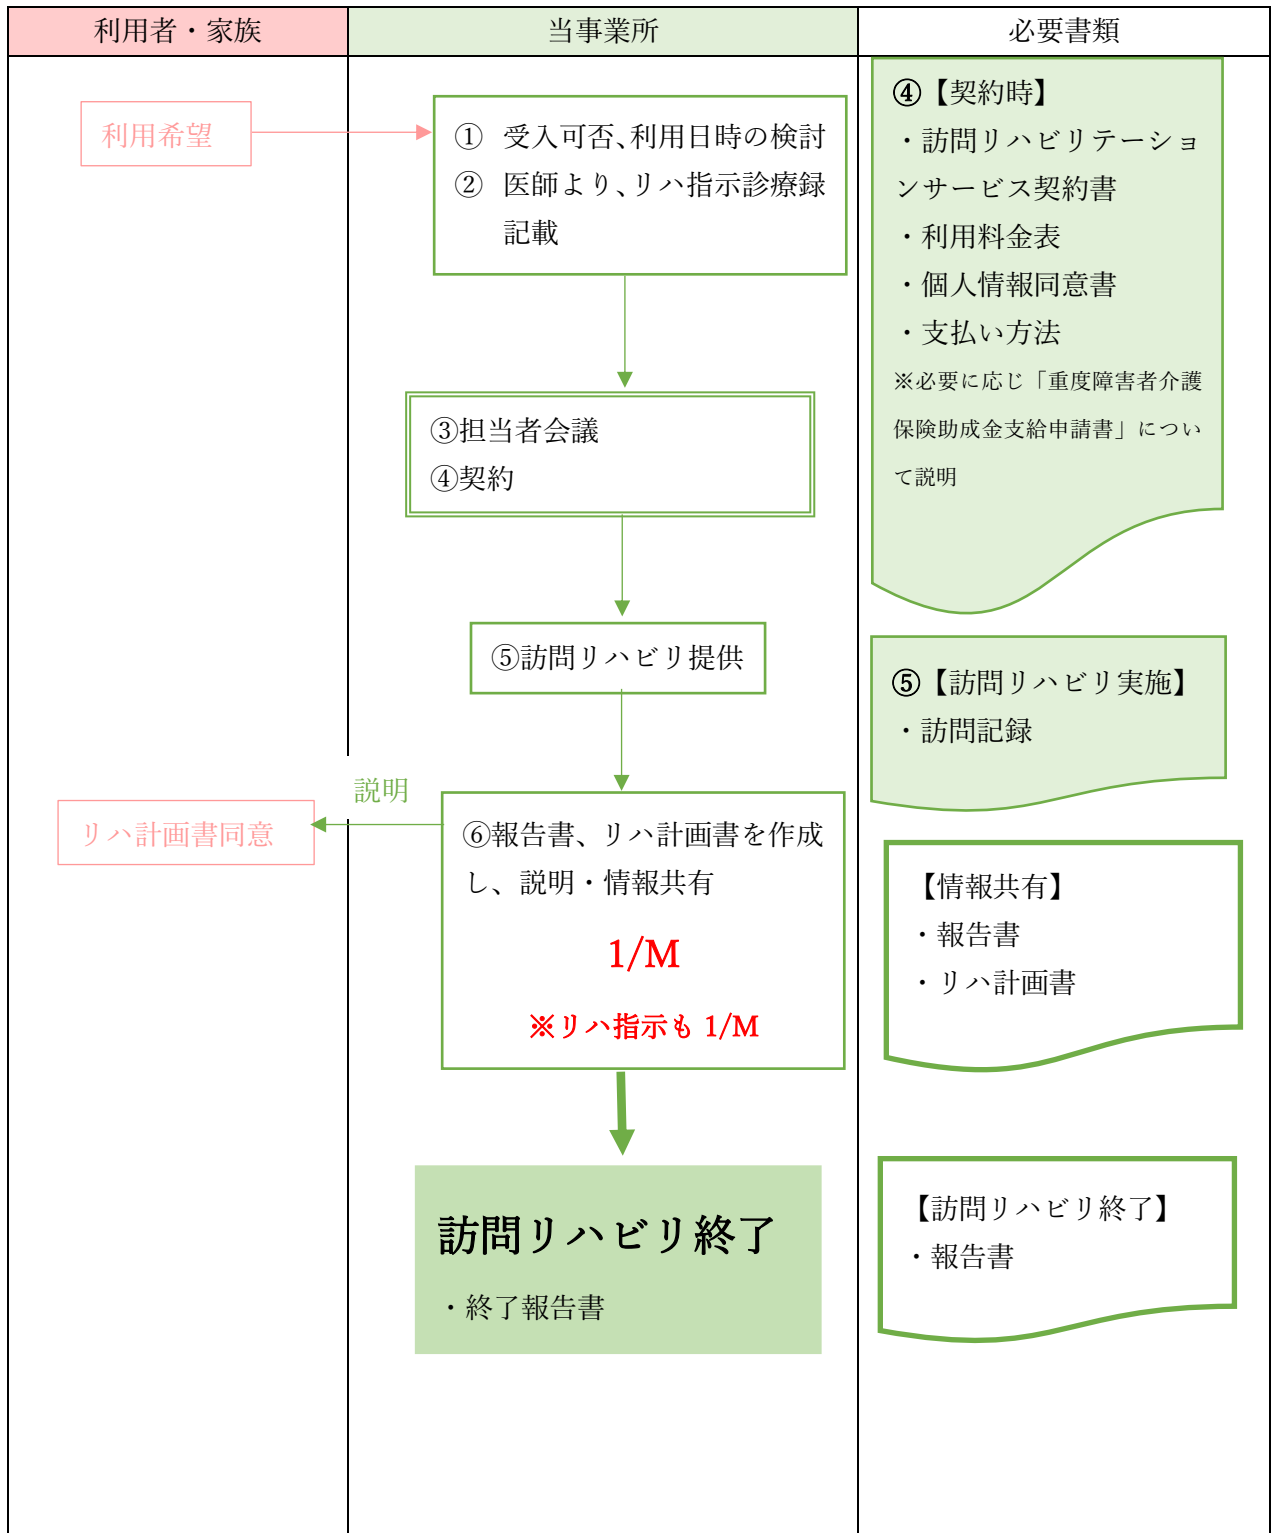 利用者・家族
当事業所
必要書類
利用希望
① 受入可否、利用日時の検討
② 医師より、リハ指示診療録
記載
③担当者会議
④契約
⑤訪問リハビリ提供
説明
リハ計画書同意
⑥報告書、リハ計画書を作成
し、説明・情報共有
1/M
※リハ指示も 1/M
訪問リハビリ終了
・終了報告書
④【契約時】
・訪問リハビリテーショ
ンサービス契約書
・利用料金表
・個人情報同意書
・支払い方法
※必要に応じ「重度障害者介護
保険助成金支給申請書」につい
て説明
⑤【訪問リハビリ実施】
・訪問記録
【情報共有】
・報告書
・リハ計画書
【訪問リハビリ終了】
・報告書